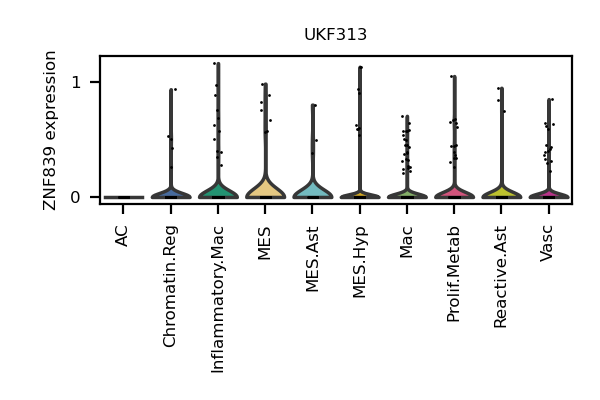 UKF313
ZNF839 expression
1
0
AC
Chromatin.Reg
Inflammatory.Mac
MES
MES.Ast
MES.Hyp
Mac
Prolif.Metab
Reactive.Ast
Vasc